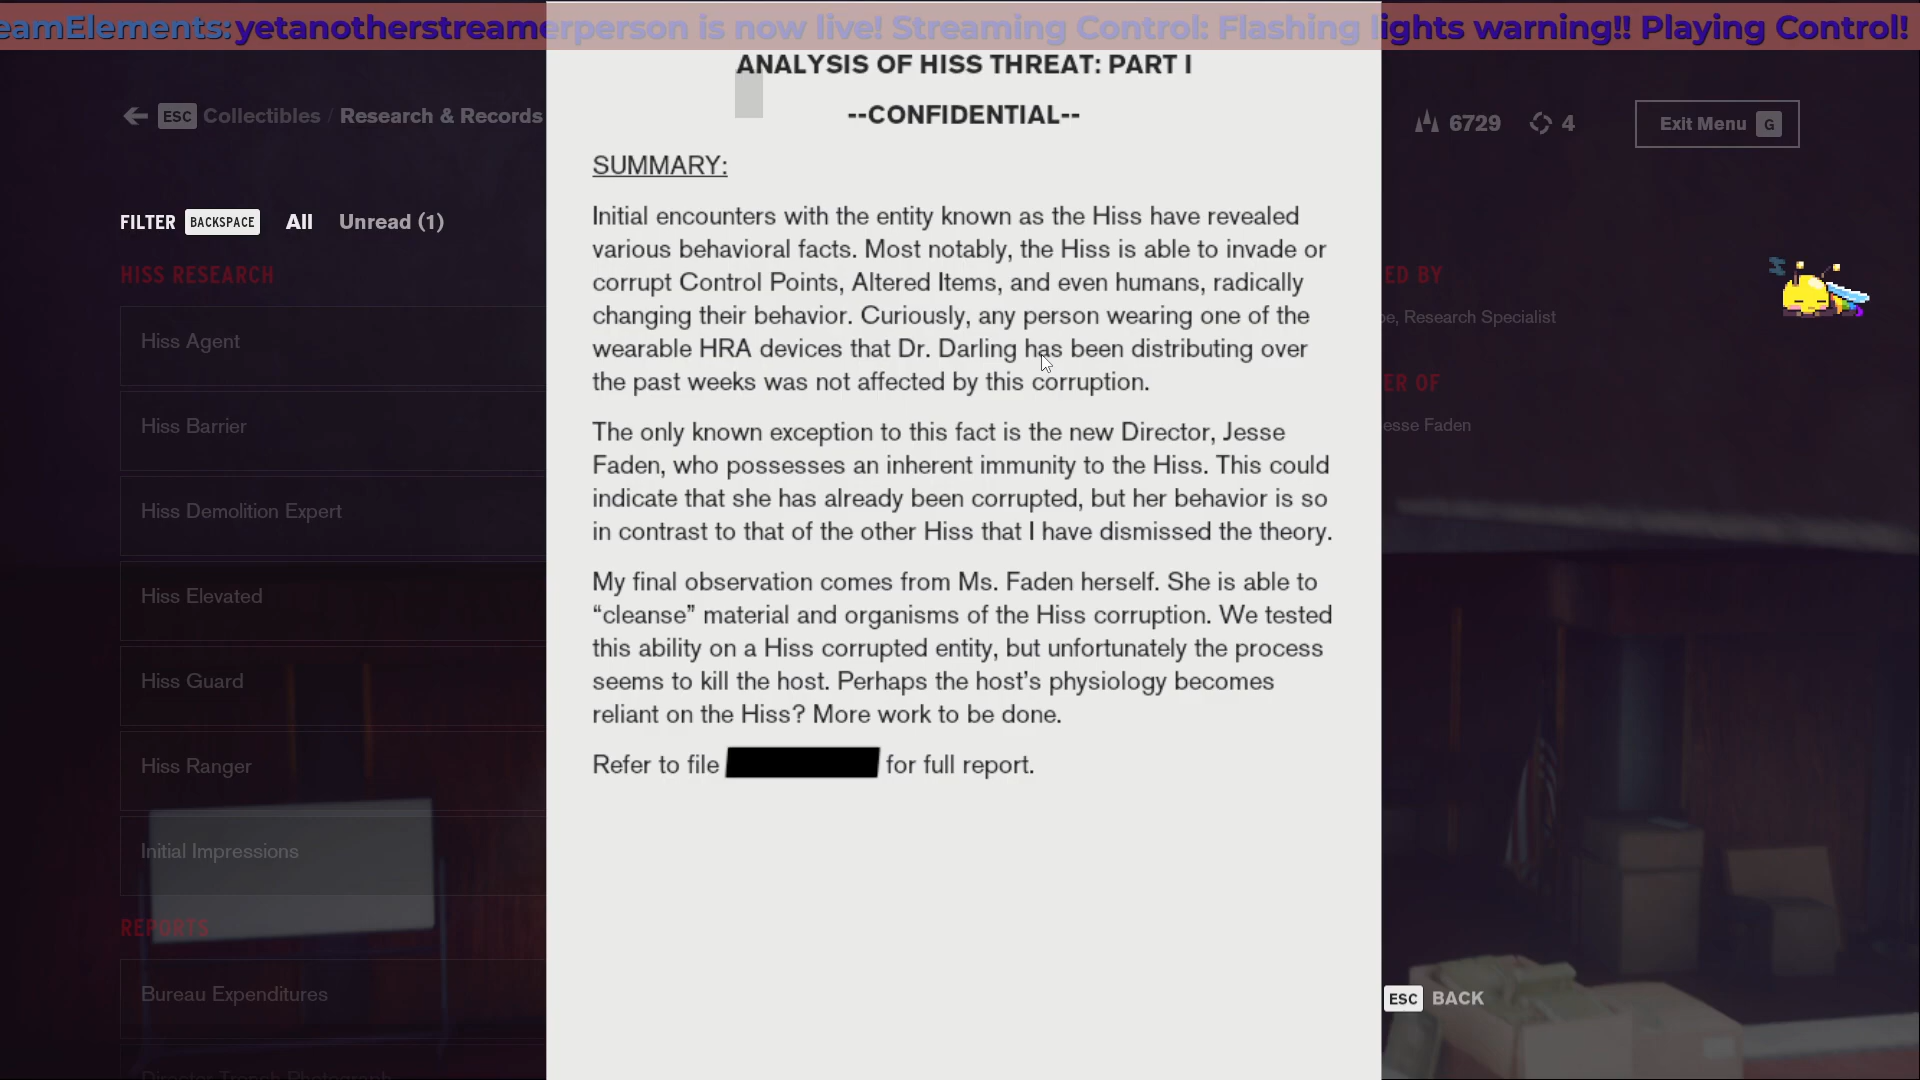 eamElements: yetanotherstreamerperson is now live! Streaming Control: Flashing lights warning!! Playing Control!
ANALYSIS OF HISS THREAT: PART I
--CONFIDENTIAL--
ESC Collectibles / Research & Records
6729 4 Exit Menu G
SUMMARY:
FILTER BACKSPACE All Unread (1)
HISS RESEARCH
Hiss Agent
Hiss Barrier
Hiss Demolition Expert
Hiss Elevated
Hiss Guard
Hiss Ranger
Initial Impressions
REPORTS
Bureau Expenditures
Director Trench Photograph
Initial encounters with the entity known as the Hiss have revealed
various behavioral facts. Most notably, the Hiss is able to invade or
corrupt Control Points, Altered Items, and even humans, radically
changing their behavior. Curiously, any person wearing one of the
wearable HRA devices that Dr. Darling has been distributing over
the past weeks was not affected by this corruption.
The only known exception to this fact is the new Director, Jesse
Faden, who possesses an inherent immunity to the Hiss. This could
indicate that she has already been corrupted, but her behavior is so
in contrast to that of the other Hiss that I have dismissed the theory.
My final observation comes from Ms. Faden herself. She is able to
“cleanse” material and organisms of the Hiss corruption. We tested
this ability on a Hiss corrupted entity, but unfortunately the process
seems to kill the host. Perhaps the host’s physiology becomes
reliant on the Hiss? More work to be done.
Refer to file for full report.
ED BY
pe, Research Specialist
ER OF
esse Faden
ESC BACK